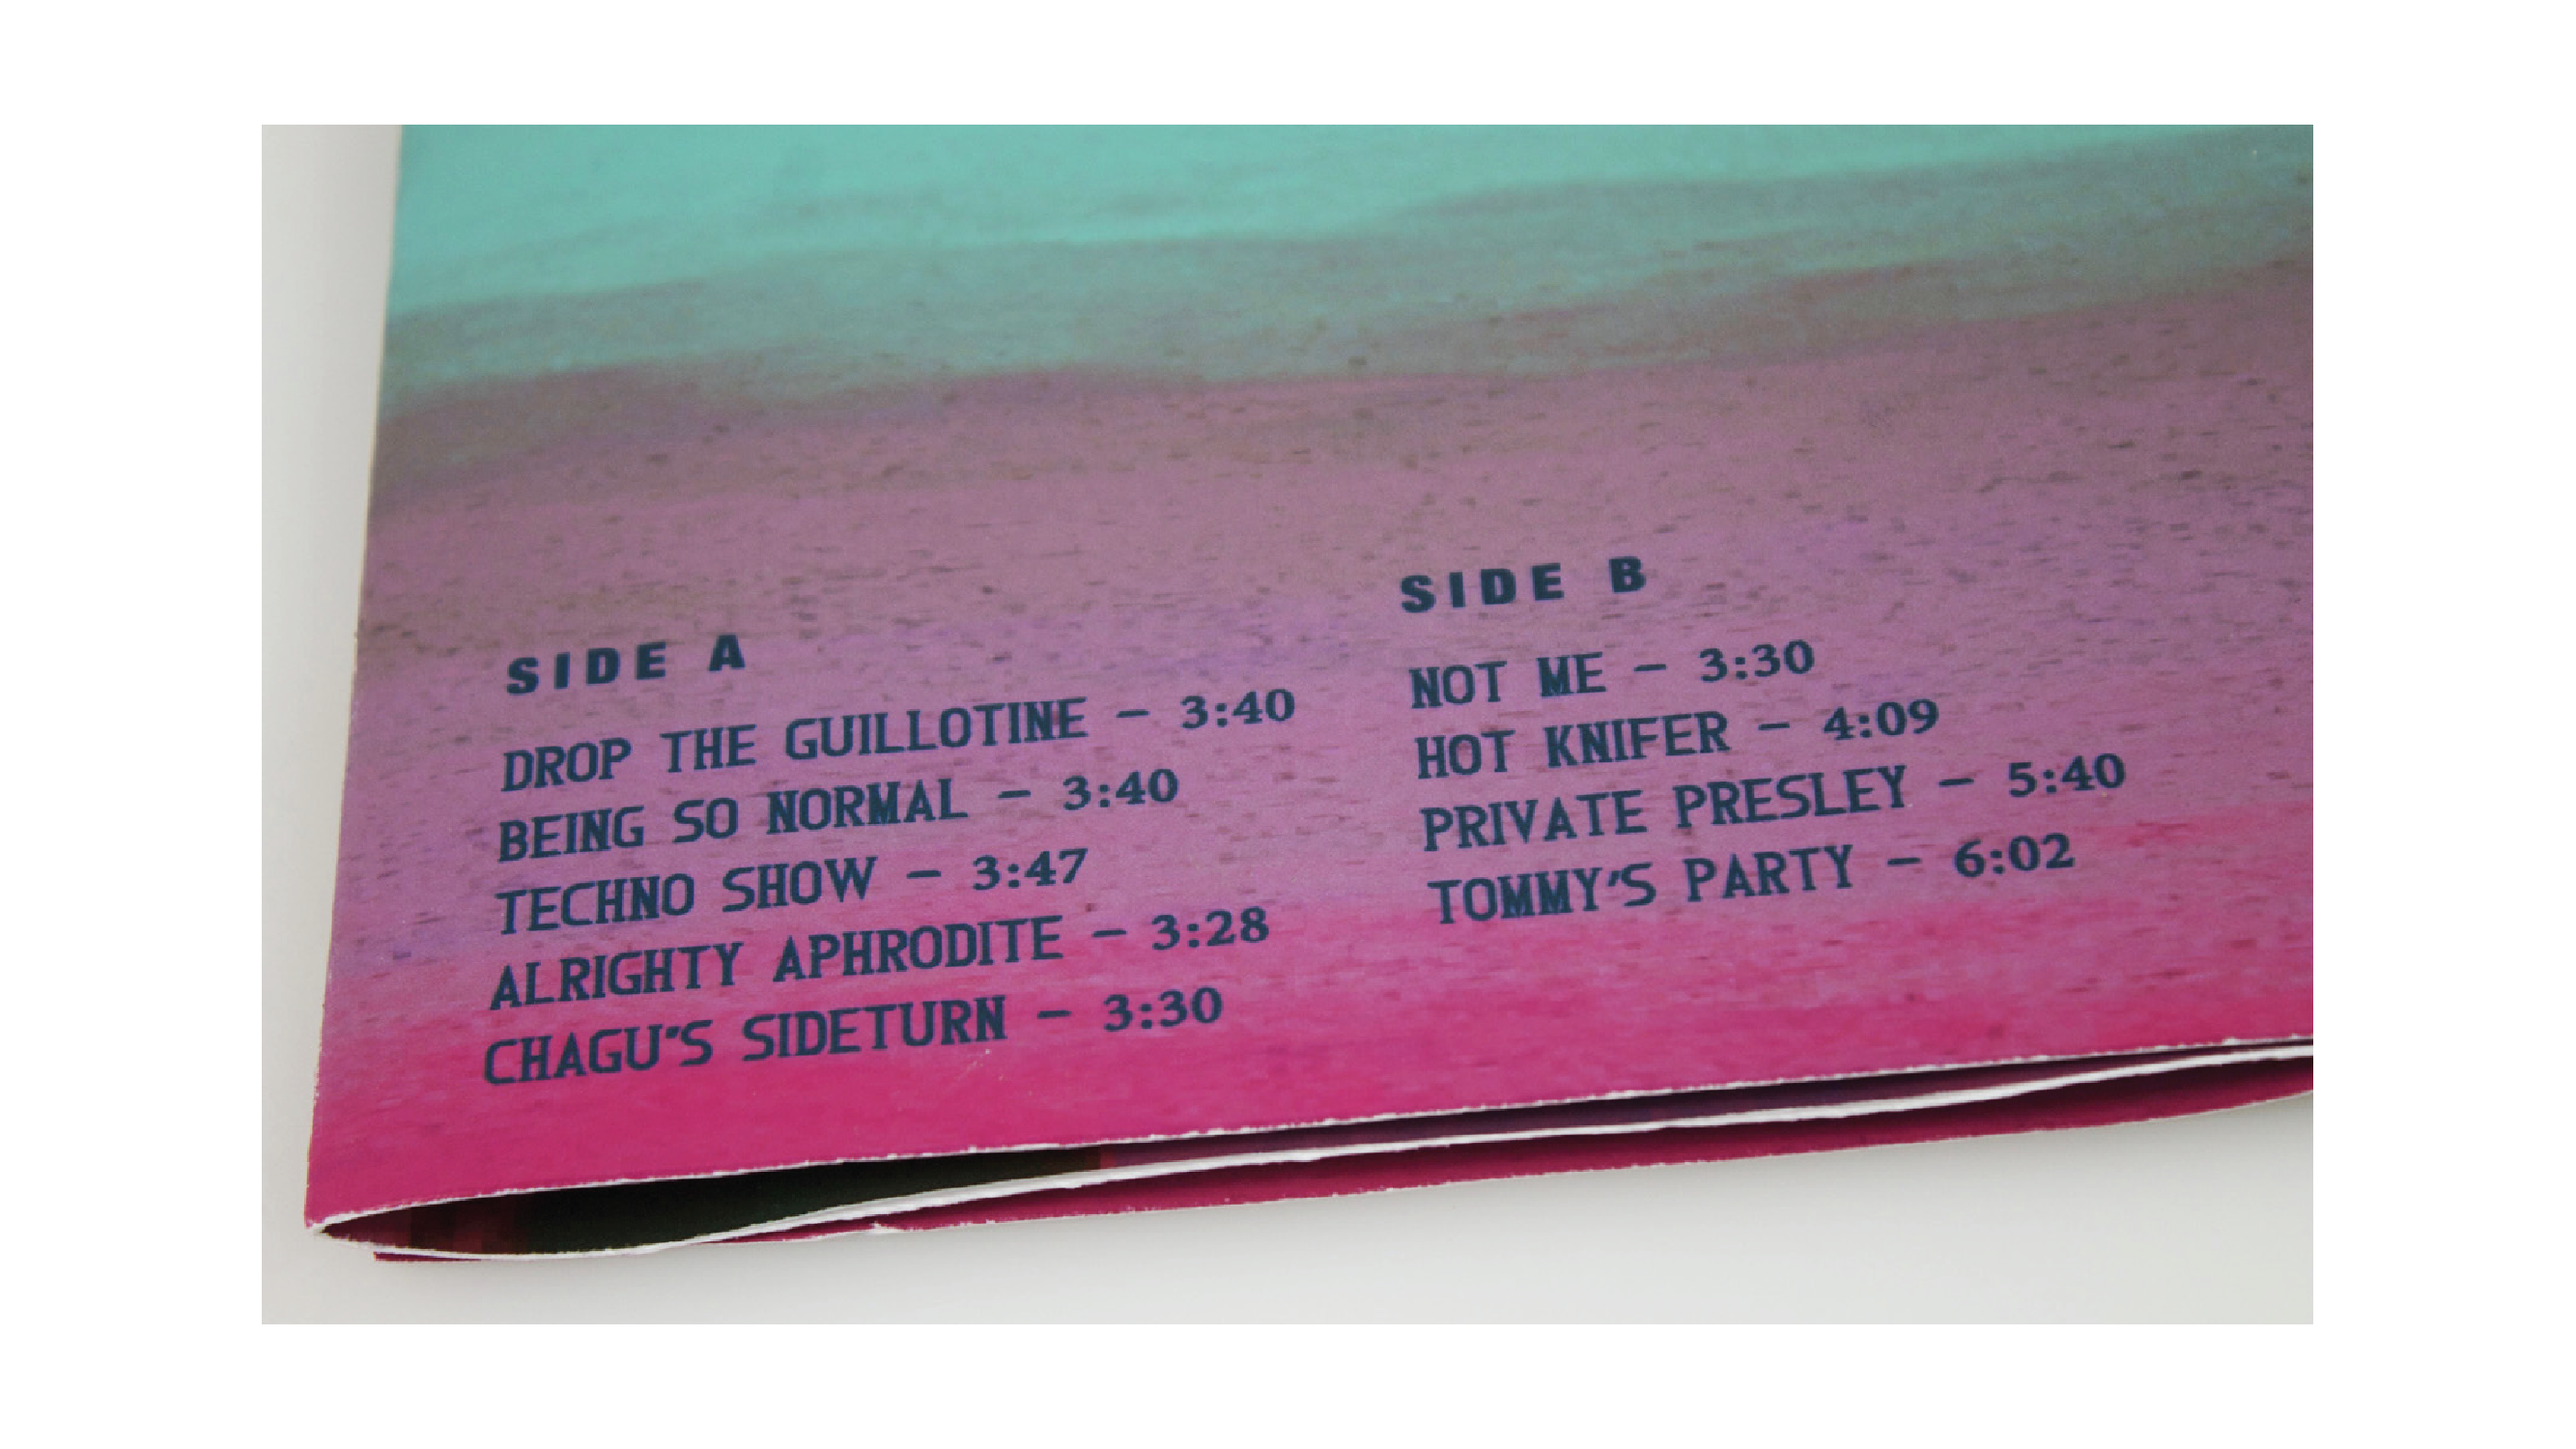 SIDE A
DROP THE GUILLOTINE – 3:40
BEING SO NORMAL – 3:40
TECHNO SHOW – 3:47
ALRIGHTY APHRODITE – 3:28
CHAGU'S SIDETURN – 3:30
SIDE B
NOT ME – 3:30
HOT KNIFER – 4:09
PRIVATE PRESLEY – 5:40
TOMMY'S PARTY – 6:02